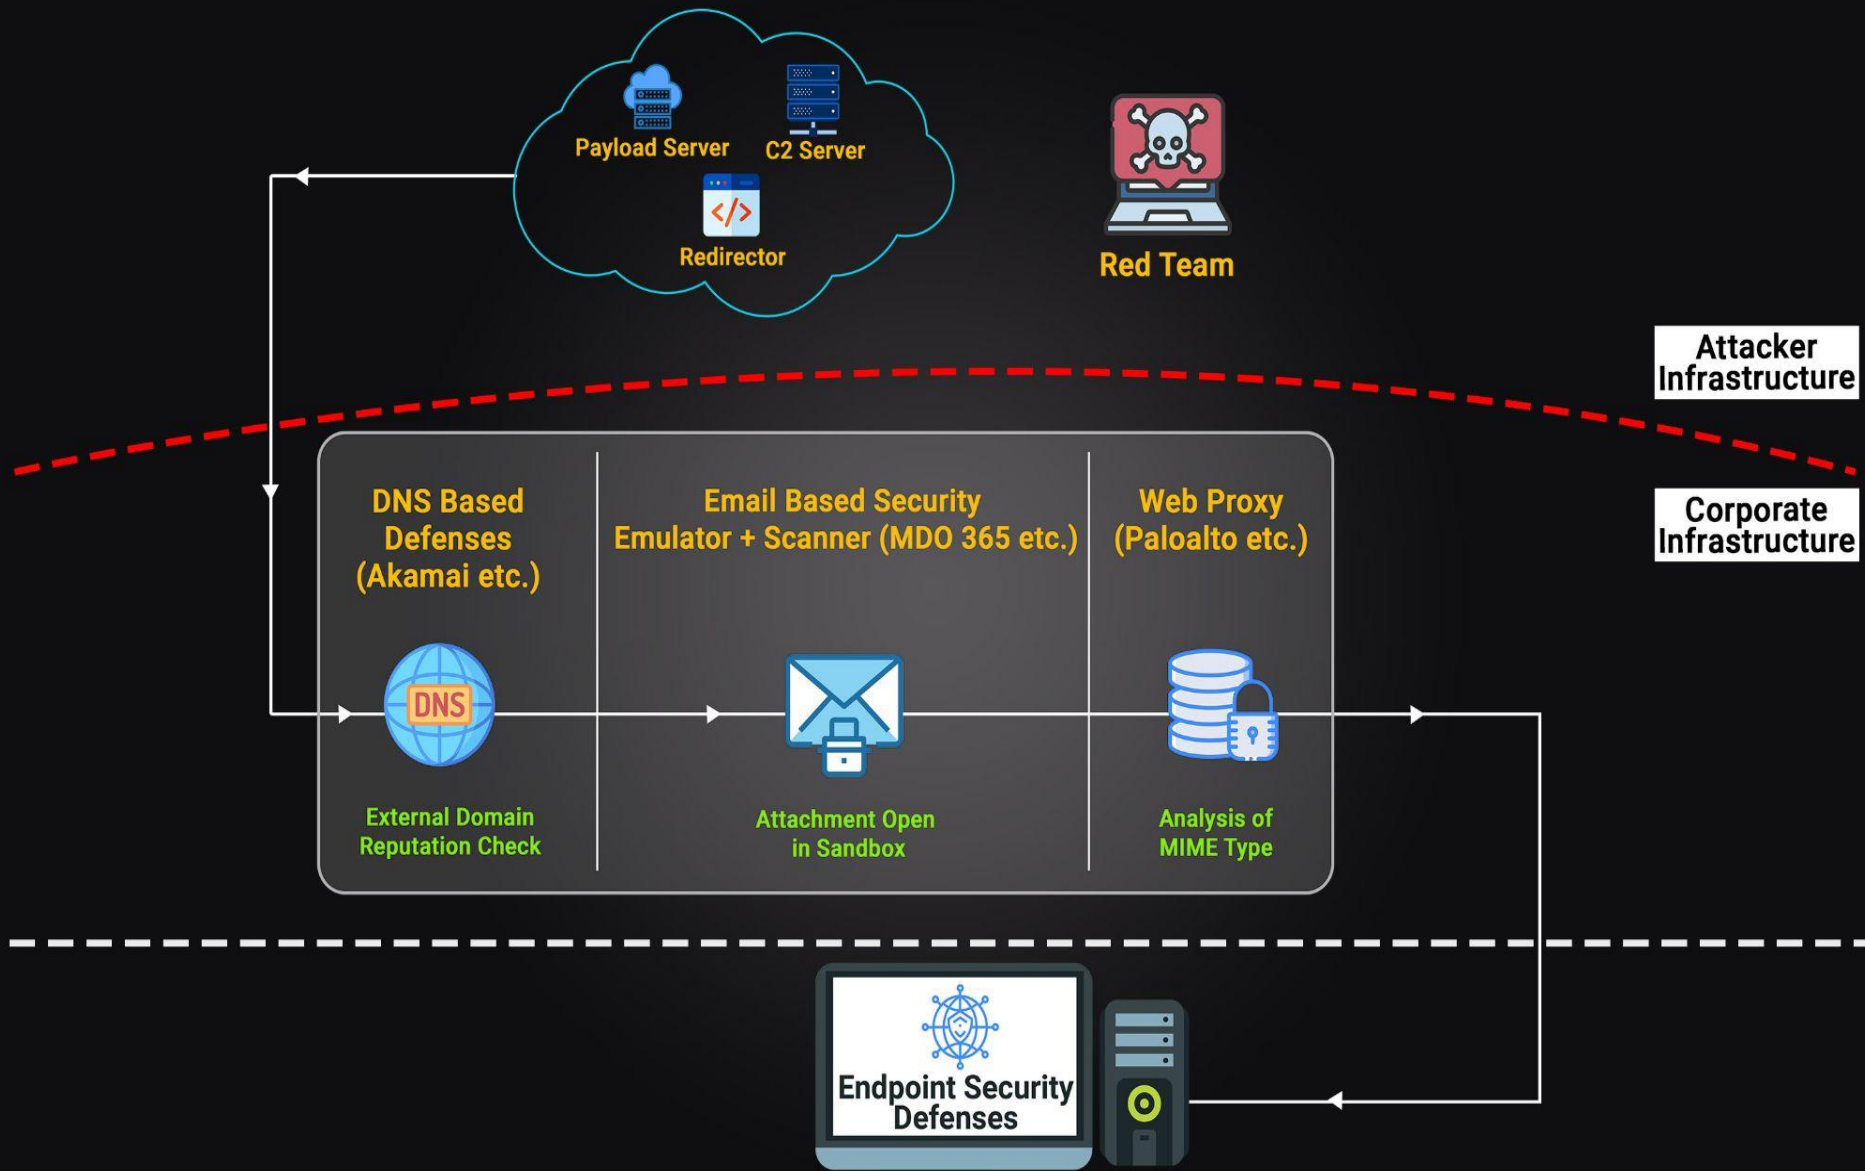 Payload Server
C2 Server
</>
Redirector
Red Team
Attacker
Infrastructure
Corporate
Infrastructure
DNS Based
Defenses
(Akamai etc.)
Email Based Security
Emulator + Scanner (MDO 365 etc.)
Web Proxy
(Paloalto etc.)
DNS
External Domain
Reputation Check
Attachment Open
in Sandbox
Analysis of
MIME Type
Endpoint Security
Defenses